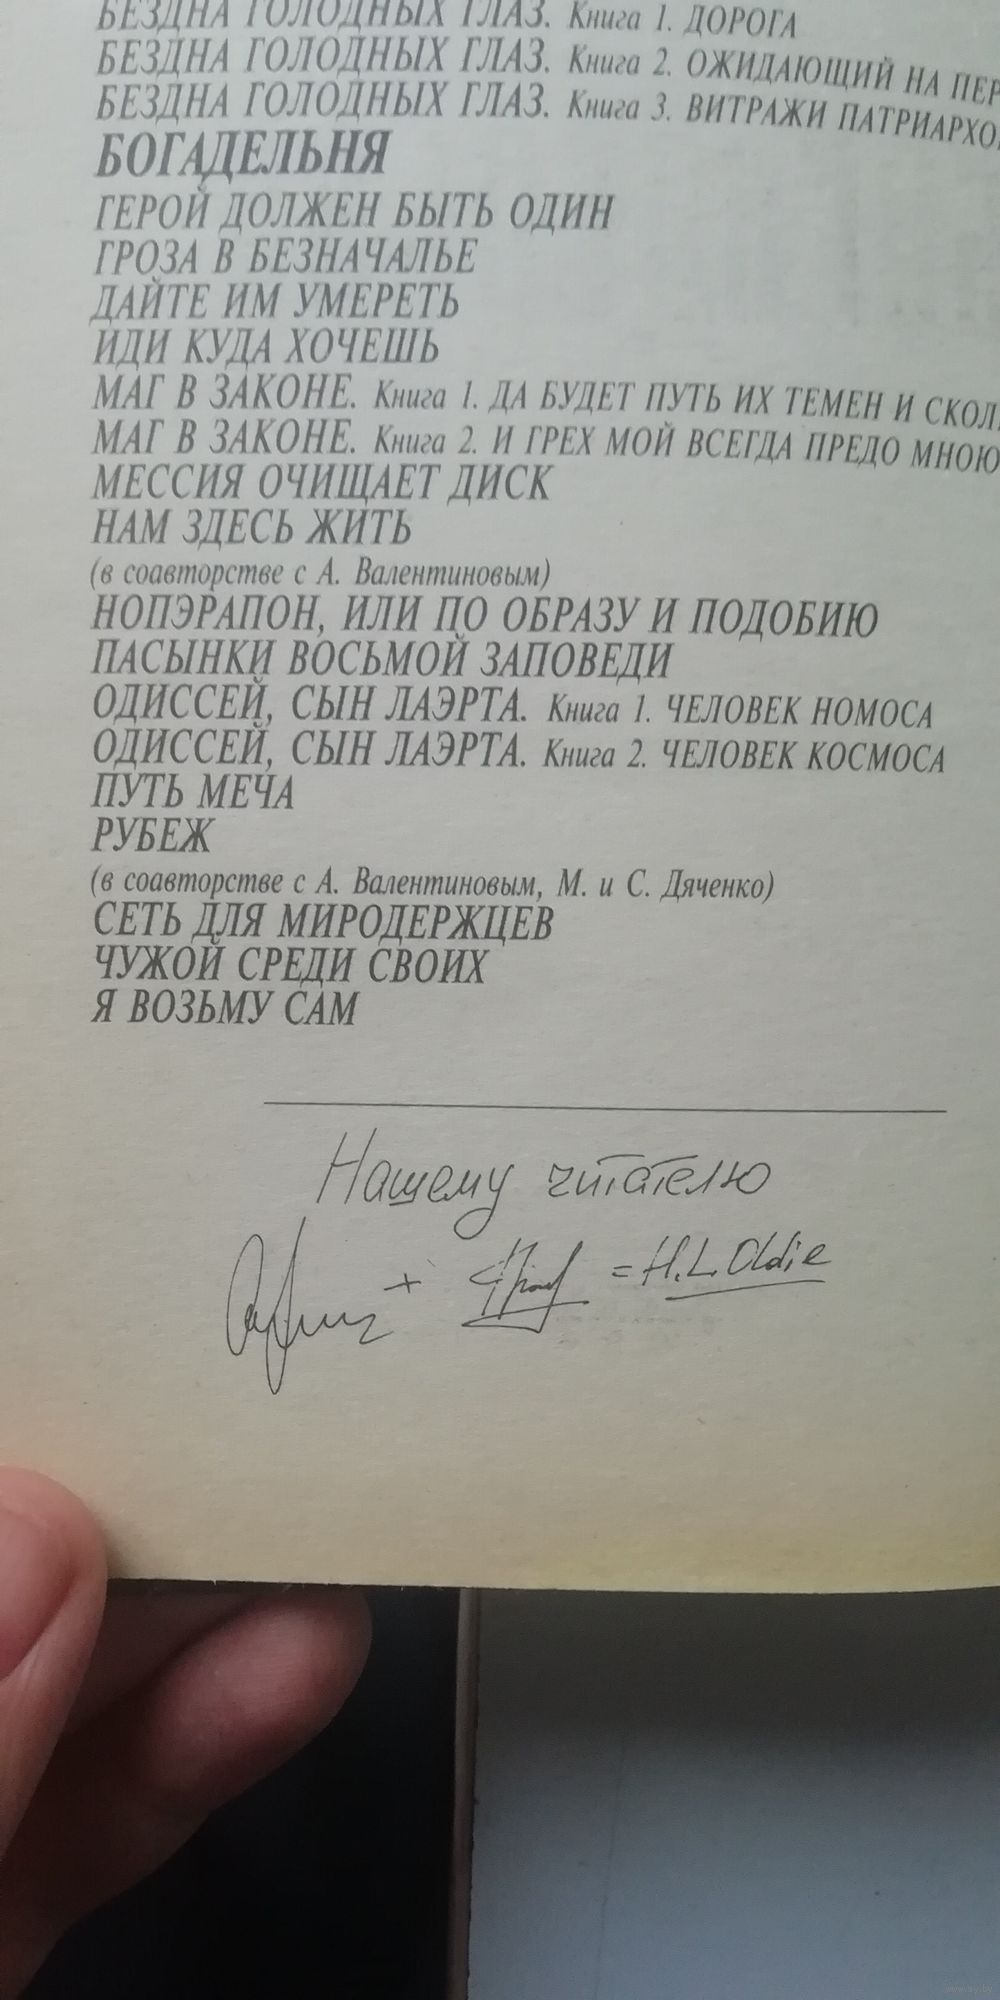 БЕЗДНА ГОЛОДНЫХ ГЛАЗ. Книга 1. ДОРОГА
БЕЗДНА ГОЛОДНЫХ ГЛАЗ. Книга 2. ОЖИДАЮЩИЙ НА ПЕР
БЕЗДНА ГОЛОДНЫХ ГЛАЗ. Книга 3. ВИТРАЖИ ПАТРИАРХО
БОГАДЕЛЬНЯ
ГЕРОЙ ДОЛЖЕН БЫТЬ ОДИН
ГРОЗА В БЕЗНАЧАЛЬЕ
ДАЙТЕ ИМ УМЕРЕТЬ
ИДИ КУДА ХОЧЕШЬ
МАГ В ЗАКОНЕ. Книга 1. ДА БУДЕТ ПУТЬ ИХ ТЕМЕН И СКОЛ
МАГ В ЗАКОНЕ. Книга 2. И ГРЕХ МОЙ ВСЕГДА ПРЕДО МНОЮ
МЕССИЯ ОЧИЩАЕТ ДИСК
НАМ ЗДЕСЬ ЖИТЬ
(в соавторстве с А. Валентиновым)
НОПЭРАПОН, ИЛИ ПО ОБРАЗУ И ПОДОБИЮ
ПАСЫНКИ ВОСЬМОЙ ЗАПОВЕДИ
ОДИССЕЙ, СЫН ЛАЭРТА. Книга 1. ЧЕЛОВЕК НОМОСА
ОДИССЕЙ, СЫН ЛАЭРТА. Книга 2. ЧЕЛОВЕК КОСМОСА
ПУТЬ МЕЧА
РУБЕЖ
(в соавторстве с А. Валентиновым, М. и С. Дяченко)
СЕТЬ ДЛЯ МИРОДЕРЖЦЕВ
ЧУЖОЙ СРЕДИ СВОИХ
Я ВОЗЬМУ САМ
Нашему читателю
+ = H.L.Oldie